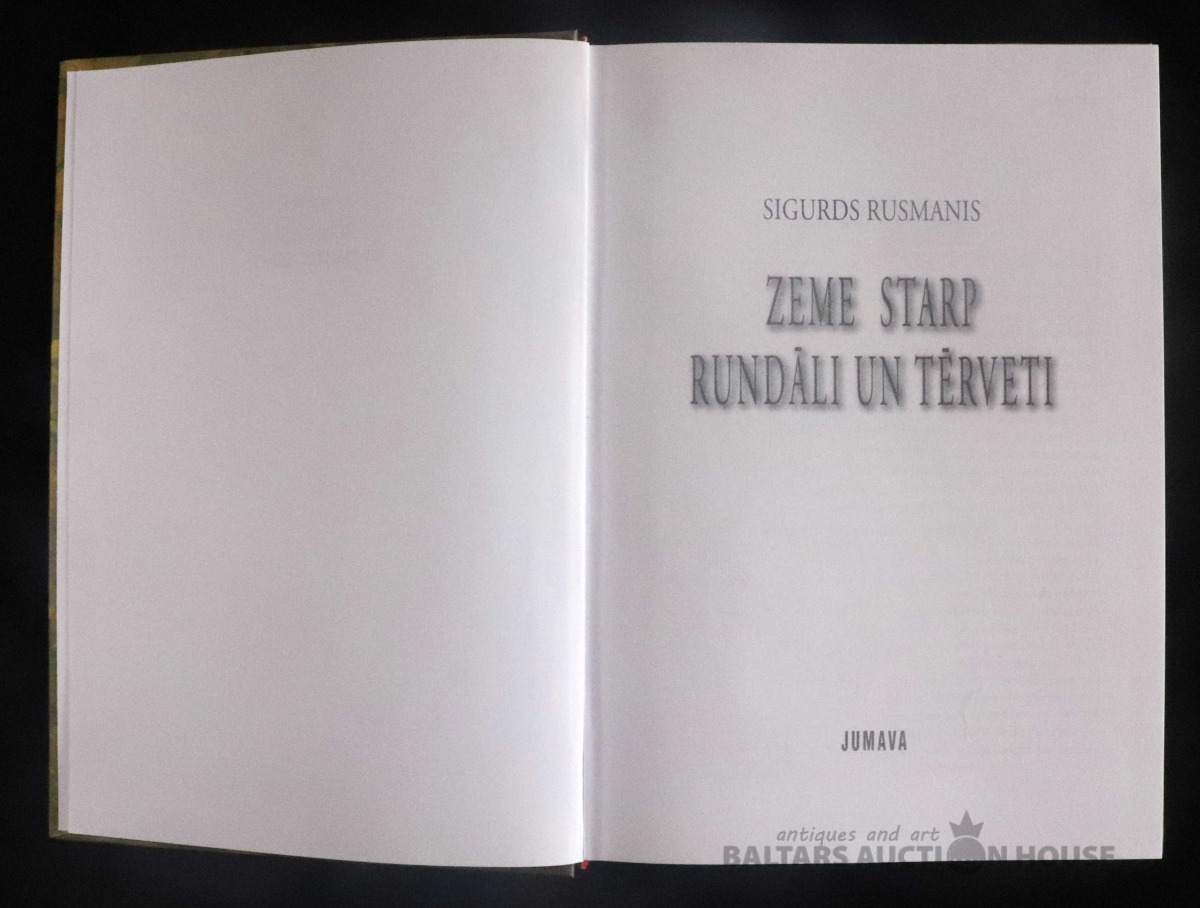 SIGURDS RUSMANIS
ZEME STARP
RUNDĀLI UN TĒRVETI
JUMAVA
antiques and art
BALTARS AUCTION HOUSE